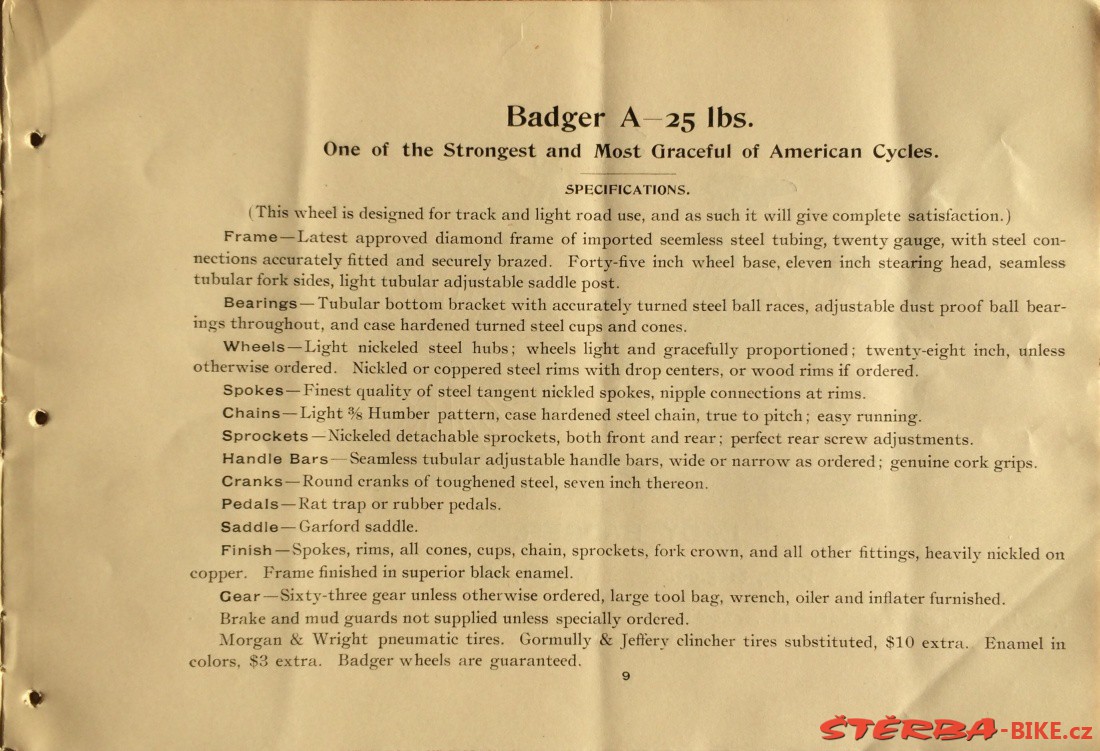 Badger A—25 lbs.
One of the Strongest and Most Graceful of American Cycles.
SPECIFICATIONS.
(This wheel is designed for track and light road use, and as such it will give complete satisfaction.)
Frame—Latest approved diamond frame of imported seemless steel tubing, twenty gauge, with steel con-
nections accurately fitted and securely brazed. Forty-five inch wheel base, eleven inch stearing head, seamless
tubular fork sides, light tubular adjustable saddle post.
Bearings—Tubular bottom bracket with accurately turned steel ball races, adjustable dust proof ball bear-
ings throughout, and case hardened turned steel cups and cones.
Wheels—Light nickeled steel hubs; wheels light and gracefully proportioned; twenty-eight inch, unless
otherwise ordered. Nickled or coppered steel rims with drop centers, or wood rims if ordered.
Spokes—Finest quality of steel tangent nickled spokes, nipple connections at rims.
Chains—Light ⅜ Humber pattern, case hardened steel chain, true to pitch; easy running.
Sprockets—Nickeled detachable sprockets, both front and rear; perfect rear screw adjustments.
Handle Bars—Seamless tubular adjustable handle bars, wide or narrow as ordered; genuine cork grips.
Cranks—Round cranks of toughened steel, seven inch thereon.
Pedals—Rat trap or rubber pedals.
Saddle—Garford saddle.
Finish—Spokes, rims, all cones, cups, chain, sprockets, fork crown, and all other fittings, heavily nickled on
copper. Frame finished in superior black enamel.
Gear—Sixty-three gear unless otherwise ordered, large tool bag, wrench, oiler and inflater furnished.
Brake and mud guards not supplied unless specially ordered.
Morgan & Wright pneumatic tires. Gormully & Jeffery clincher tires substituted, $10 extra. Enamel in
colors, $3 extra. Badger wheels are guaranteed.
9
ŠTĚRBA-BIKE.cz